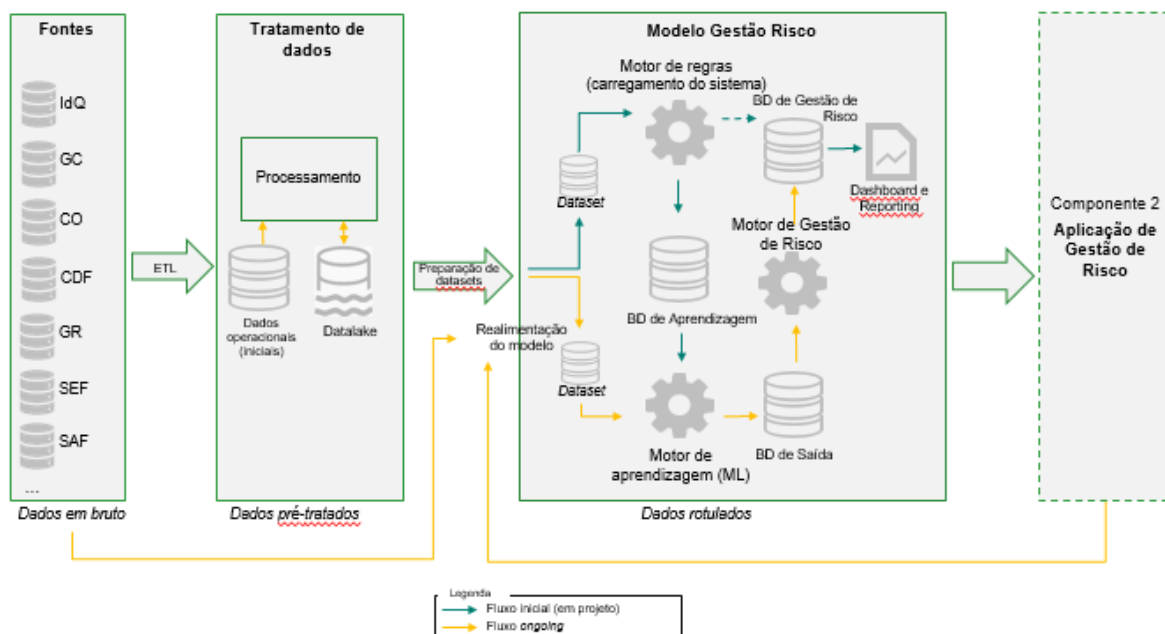 Fontes
IdQ
GC
CO
CDF
GR
SEF
SAF
...
Dados em bruto
ETL
Tratamento de
dados
Processamento
Dados
operacionais
(iniciais)
Datalake
Dados pré-tratados
Preparação de
datasets
Realimentação
do modelo
Modelo Gestão Risco
Motor de regras
(carregamento do sistema)
BD de Gestão de
Risco
Dataset
Dashboard e
Reporting
Motor de Gestão
de Risco
BD de Aprendizagem
Dataset
Motor de
aprendizagem (ML)
BD de Saída
Dados rotulados
Componente 2
Aplicação de
Gestão de
Risco
Legenda
Fluxo inicial (em projeto)
Fluxo ongoing